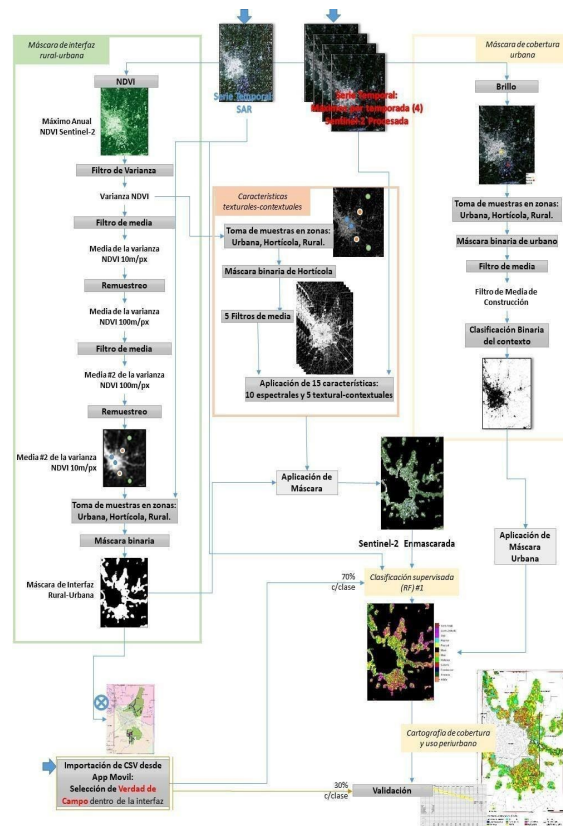 Máscara de interfaz
rural-urbana
NDVI
Máximo Anual
NDVI Sentinel-2
Filtro de Varianza
Varianza NDVI
Filtro de media
Media de la varianza
NDVI 10m/px
Remuestreo
Media de la varianza
NDVI 100m/px
Filtro de media
Media #2 de la varianza
NDVI 100m/px
Remuestreo
Media #2 de la varianza
NDVI 10m/px
Toma de muestras en zonas:
Urbana, Hortícola, Rural.
Máscara binaria
Máscara de Interfaz
Rural-Urbana
Serie Temporal:
SAR
Serie Temporal:
por temporada (4)
Sentinel-2 Procesada
Características
texturales-contextuales
Toma de muestras en zonas:
Urbana, Hortícola, Rural.
Máscara binaria de Hortícola
5 Filtros de media
Aplicación de 15 características:
10 espectrales y 5 textural-contextuales
Máscara de cobertura
urbana
Brillo
Toma de muestras en zonas:
Urbana, Hortícola, Rural.
Máscara binaria de urbano
Filtro de media
Filtro de Media de
Construcción
Clasificación Binaria
del contexto
Aplicación de
Máscara
Sentinel-2 Enmascarada
Aplicación de
Máscara
Urbana
70%
c/clase
Clasificación supervisada
(RF) #1
Cartografía de cobertura
y uso periurbano
Importación de CSV desde
App Movil:
Selección de Verdad de
Campo dentro de la interfaz
30%
c/clase
Validación